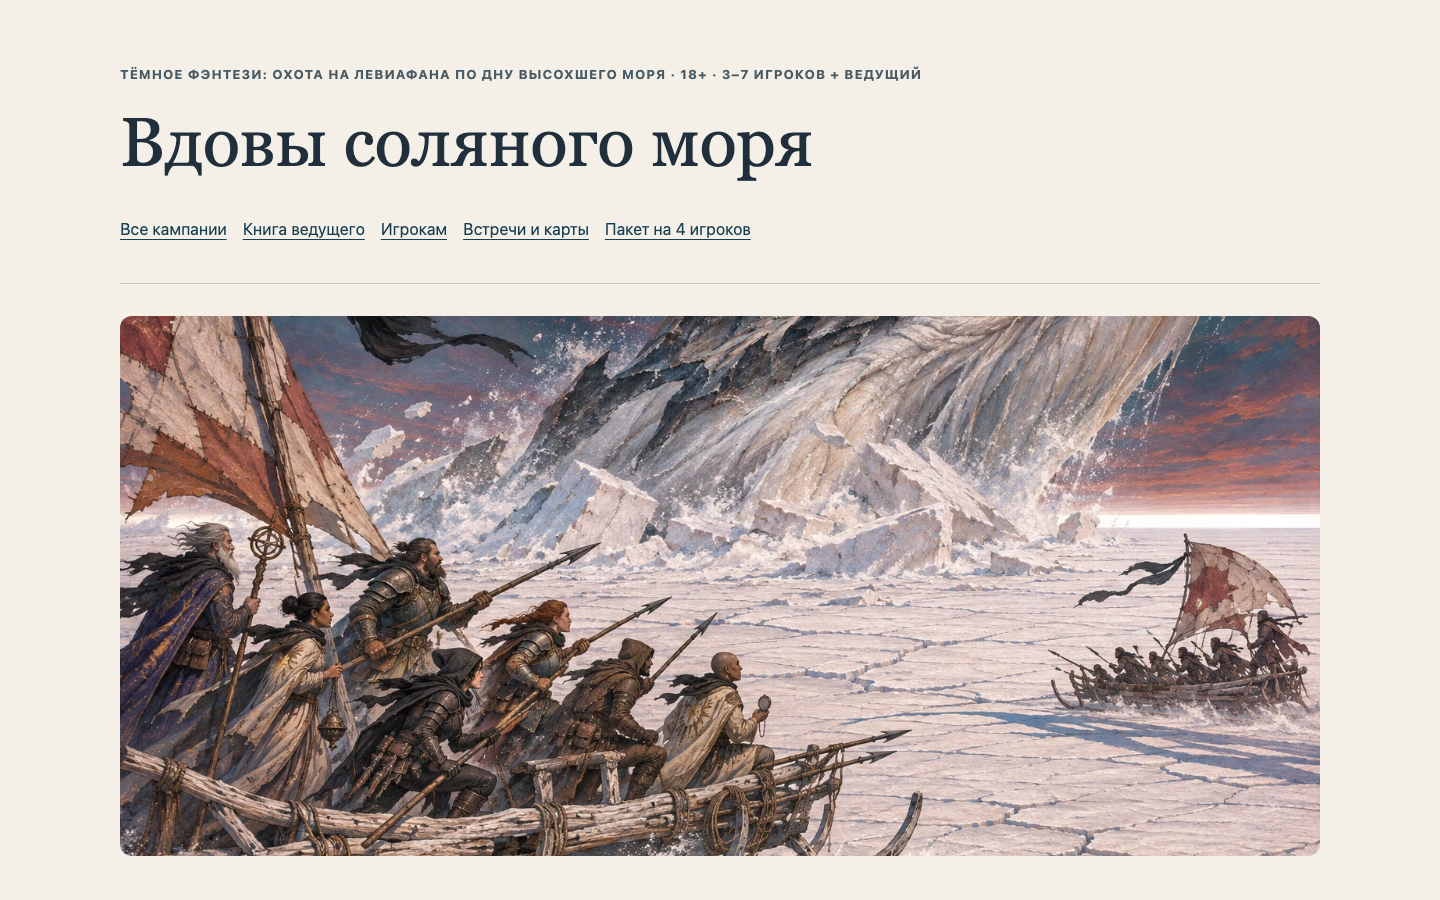 ТЁМНОЕ ФЭНТЕЗИ: ОХОТА НА ЛЕВИАФАНА ПО ДНУ ВЫСОХШЕГО МОРЯ · 18+ · 3–7 ИГРОКОВ + ВЕДУЩИЙ
Вдовы соляного моря
Все кампании Книга ведущего Игрокам Встречи и карты Пакет на 4 игроков